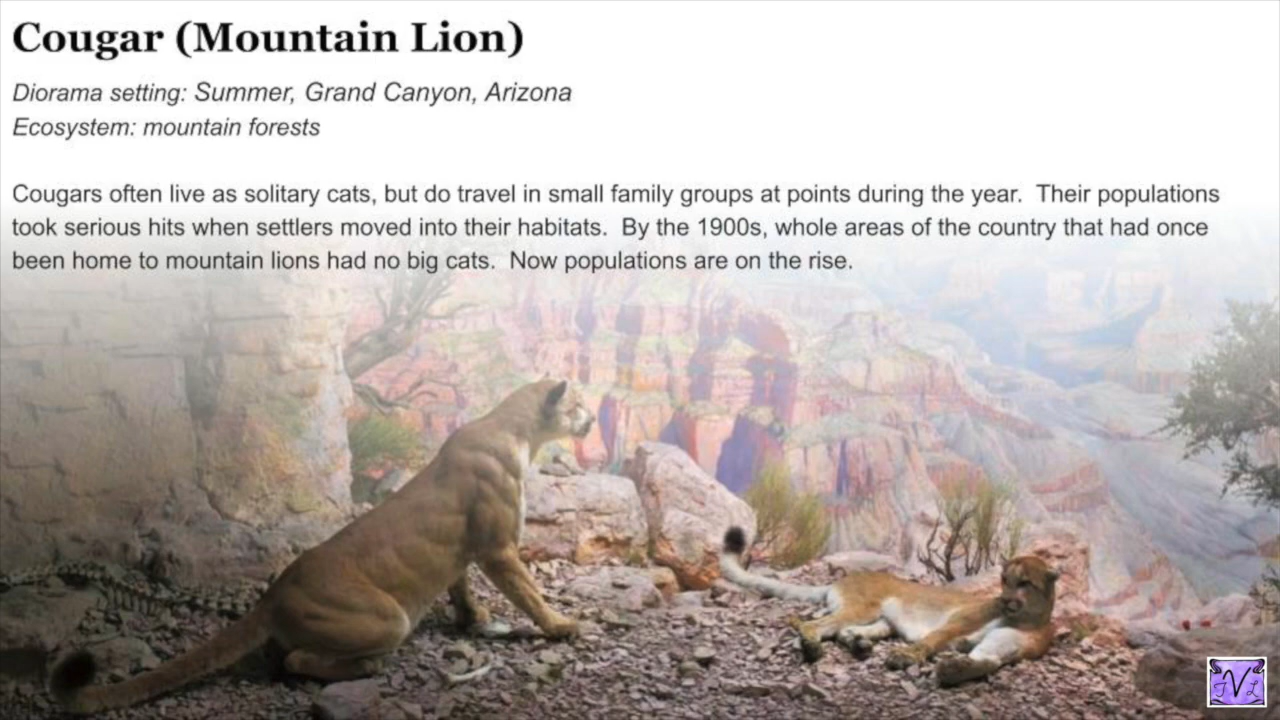 Cougar (Mountain Lion)
Diorama setting: Summer, Grand Canyon, Arizona
Ecosystem: mountain forests
Cougars often live as solitary cats, but do travel in small family groups at points during the year. Their populations
took serious hits when settlers moved into their habitats. By the 1900s, whole areas of the country that had once
been home to mountain lions had no big cats. Now populations are on the rise.